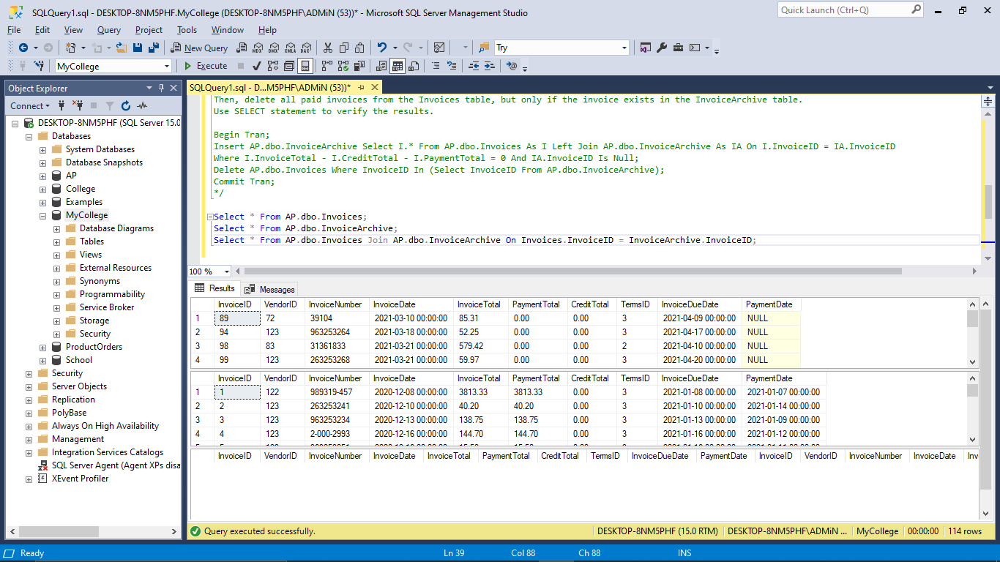 SQLQuery1.sql - DESKTOP-8NM5PHF.MyCollege (DESKTOP-8NM5PHF\ADMiN (53))* - Microsoft SQL Server Management Studio
Quick Launch (Ctrl+Q)
File Edit View Query Project Tools Window Help
New Query MDX DMX XMLA DAX Try
MyCollege Execute
Object Explorer
SQLQuery1.sql - D...M5PHF\ADMiN (53))*
Connect
DESKTOP-8NM5PHF (SQL Server 15.0
Databases
System Databases
Database Snapshots
AP
College
Examples
MyCollege
Database Diagrams
Tables
Views
External Resources
Synonyms
Programmability
Service Broker
Storage
Security
ProductOrders
School
Security
Server Objects
Replication
PolyBase
Always On High Availability
Management
Integration Services Catalogs
SQL Server Agent (Agent XPs disa
XEvent Profiler
Then, delete all paid invoices from the Invoices table, but only if the invoice exists in the InvoiceArchive table.
Use SELECT statement to verify the results.
Begin Tran;
Insert AP.dbo.InvoiceArchive Select I.* From AP.dbo.Invoices As I Left Join AP.dbo.InvoiceArchive As IA On I.InvoiceID = IA.InvoiceID
Where I.InvoiceTotal - I.CreditTotal - I.PaymentTotal = 0 And IA.InvoiceID Is Null;
Delete AP.dbo.Invoices Where InvoiceID In (Select InvoiceID From AP.dbo.InvoiceArchive);
Commit Tran;
*/
Select * From AP.dbo.Invoices;
Select * From AP.dbo.InvoiceArchive;
Select * From AP.dbo.Invoices Join AP.dbo.InvoiceArchive On Invoices.InvoiceID = InvoiceArchive.InvoiceID;
100 %
Results Messages
InvoiceID VendorID InvoiceNumber InvoiceDate InvoiceTotal PaymentTotal CreditTotal TermsID InvoiceDueDate PaymentDate
1 89 72 39104 2021-03-10 00:00:00 85.31 0.00 0.00 3 2021-04-09 00:00:00 NULL
2 94 123 963253264 2021-03-18 00:00:00 52.25 0.00 0.00 3 2021-04-17 00:00:00 NULL
3 98 83 31361833 2021-03-21 00:00:00 579.42 0.00 0.00 2 2021-04-10 00:00:00 NULL
4 99 123 263253268 2021-03-21 00:00:00 59.97 0.00 0.00 3 2021-04-20 00:00:00 NULL
InvoiceID VendorID InvoiceNumber InvoiceDate InvoiceTotal PaymentTotal CreditTotal TermsID InvoiceDueDate PaymentDate
1 1 122 989319-457 2020-12-08 00:00:00 3813.33 3813.33 0.00 3 2021-01-08 00:00:00 2021-01-07 00:00:00
2 2 123 263253241 2020-12-10 00:00:00 40.20 40.20 0.00 3 2021-01-10 00:00:00 2021-01-14 00:00:00
3 3 123 963253234 2020-12-13 00:00:00 138.75 138.75 0.00 3 2021-01-13 00:00:00 2021-01-09 00:00:00
4 4 123 2-000-2993 2020-12-16 00:00:00 144.70 144.70 0.00 3 2021-01-16 00:00:00 2021-01-12 00:00:00
InvoiceID VendorID InvoiceNumber InvoiceDate InvoiceTotal PaymentTotal CreditTotal TermsID InvoiceDueDate PaymentDate InvoiceID VendorID InvoiceNumber InvoiceDate Inv
Query executed successfully. DESKTOP-8NM5PHF (15.0 RTM) DESKTOP-8NM5PHF\ADMiN ... MyCollege 00:00:00 114 rows
Ready Ln 39 Col 88 Ch 88 INS